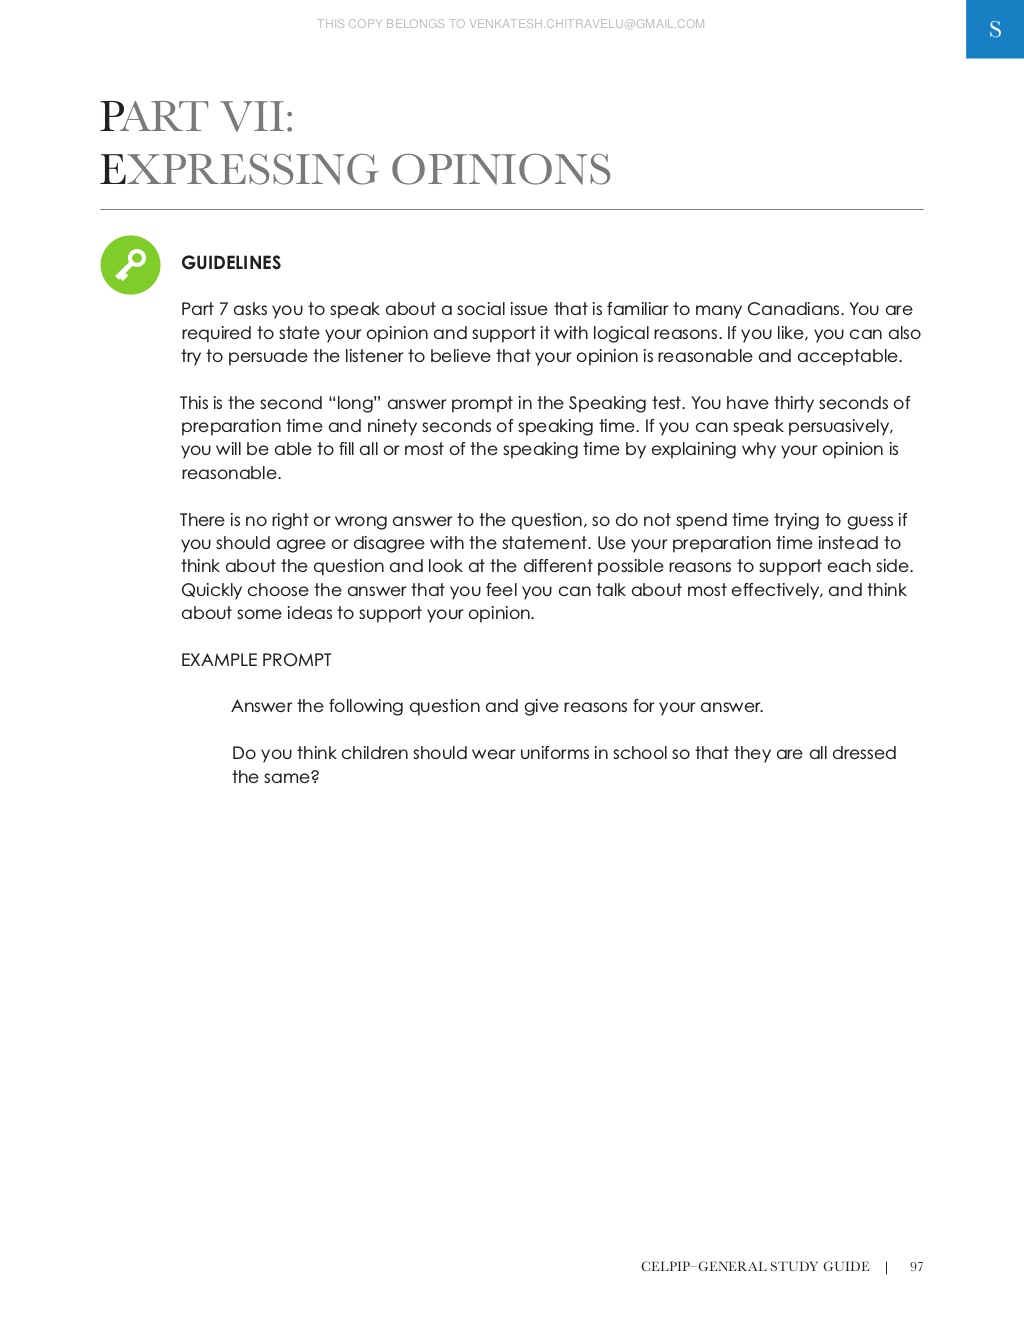 THIS COPY BELONGS TO VENKATESH.CHITRAVELU@GMAIL.COM
S
PART VII:
EXPRESSING OPINIONS
GUIDELINES
Part 7 asks you to speak about a social issue that is familiar to many Canadians. You are
required to state your opinion and support it with logical reasons. If you like, you can also
try to persuade the listener to believe that your opinion is reasonable and acceptable.
This is the second “long” answer prompt in the Speaking test. You have thirty seconds of
preparation time and ninety seconds of speaking time. If you can speak persuasively,
you will be able to fill all or most of the speaking time by explaining why your opinion is
reasonable.
There is no right or wrong answer to the question, so do not spend time trying to guess if
you should agree or disagree with the statement. Use your preparation time instead to
think about the question and look at the different possible reasons to support each side.
Quickly choose the answer that you feel you can talk about most effectively, and think
about some ideas to support your opinion.
EXAMPLE PROMPT
Answer the following question and give reasons for your answer.
Do you think children should wear uniforms in school so that they are all dressed
the same?
CELPIP–GENERAL STUDY GUIDE | 97